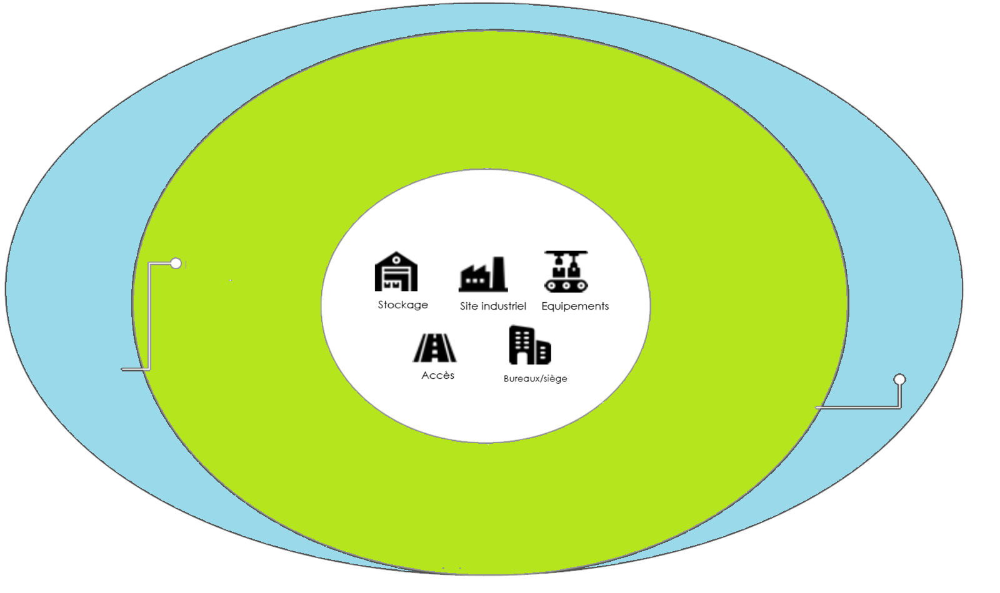 Stockage
Site industriel
Equipements
Accès
Bureaux/siège